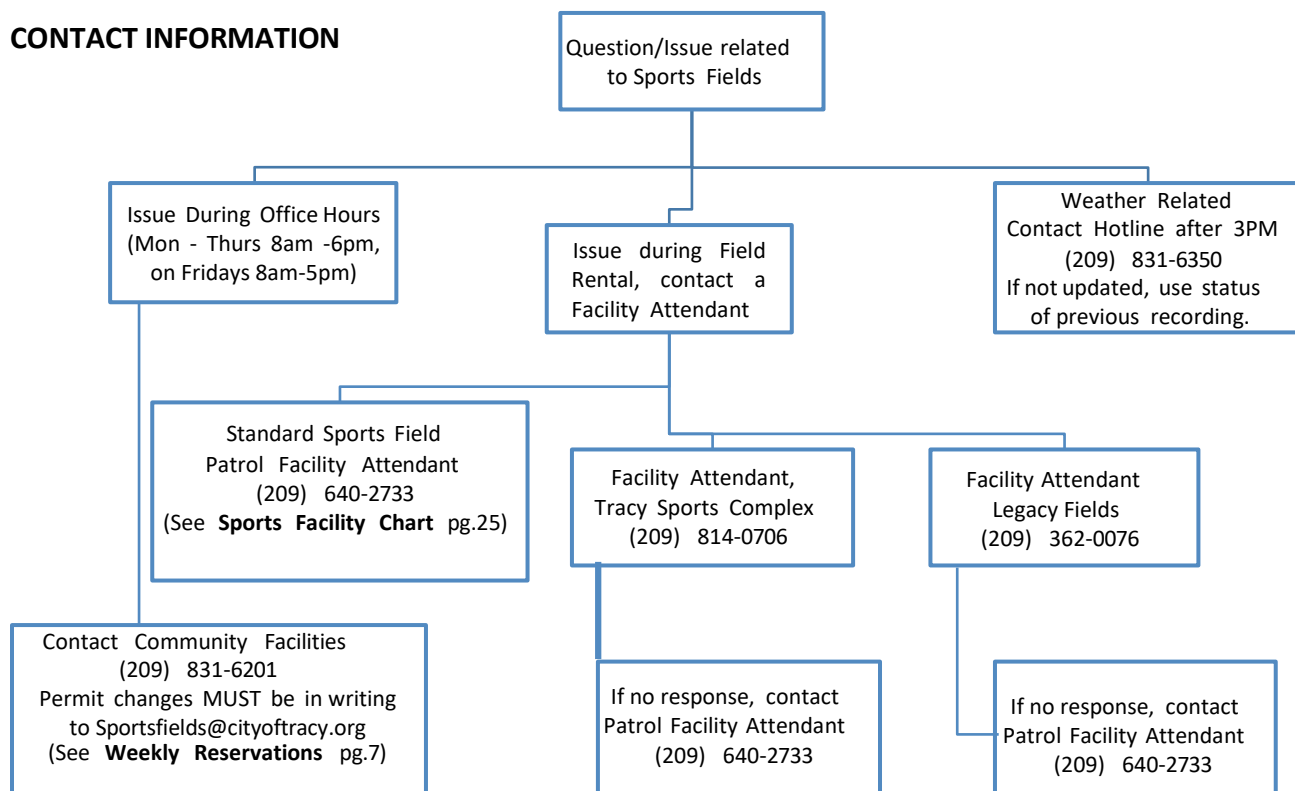 CONTACT INFORMATION
Question/Issue related
to Sports Fields
Issue During Office Hours
(Mon - Thurs 8am -6pm,
on Fridays 8am-5pm)
Issue during Field
Rental, contact a
Facility Attendant
Weather Related
Contact Hotline after 3PM
(209) 831-6350
If not updated, use status
of previous recording.
Standard Sports Field
Patrol Facility Attendant
(209) 640-2733
(See Sports Facility Chart pg.25)
Facility Attendant,
Tracy Sports Complex
(209) 814-0706
Facility Attendant
Legacy Fields
(209) 362-0076
Contact Community Facilities
(209) 831-6201
Permit changes MUST be in writing
to Sportsfields@cityoftracy.org
(See Weekly Reservations pg.7)
If no response, contact
Patrol Facility Attendant
(209) 640-2733
If no response, contact
Patrol Facility Attendant
(209) 640-2733